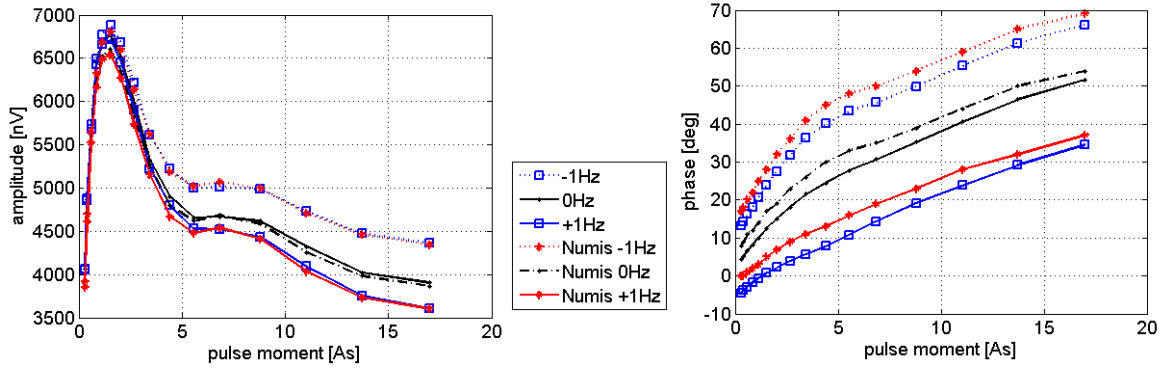 7000
6500
6000
5500
5000
4500
4000
3500
amplitude [nV]
0
5
10
15
20
pulse moment [As]
-1Hz
0Hz
+1Hz
Numis -1Hz
Numis 0Hz
Numis +1Hz
70
60
50
40
30
20
10
0
-10
phase [deg]
0
5
10
15
20
pulse moment [As]